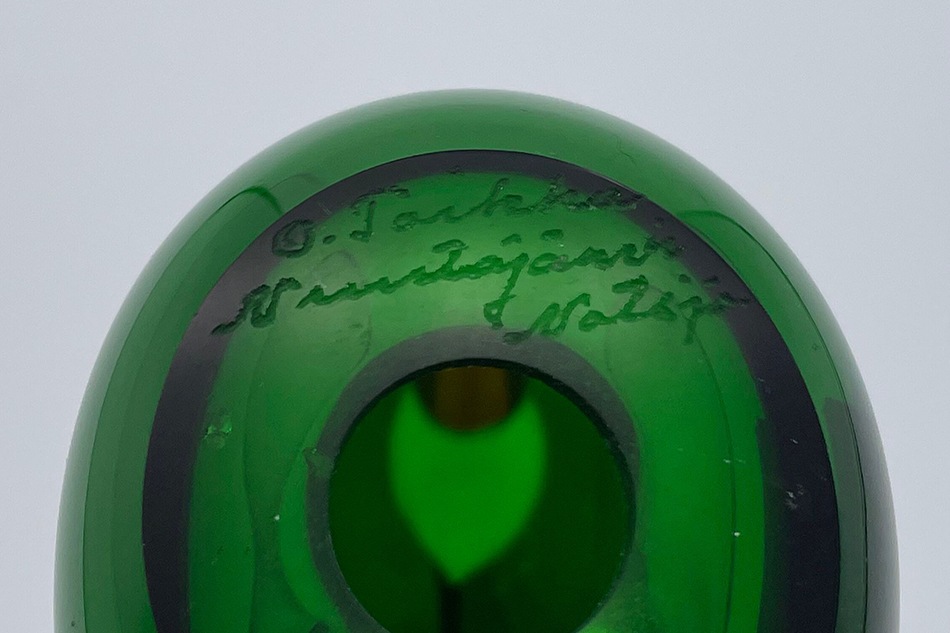 O. Toikka
Nuutajärvi
Notsjö